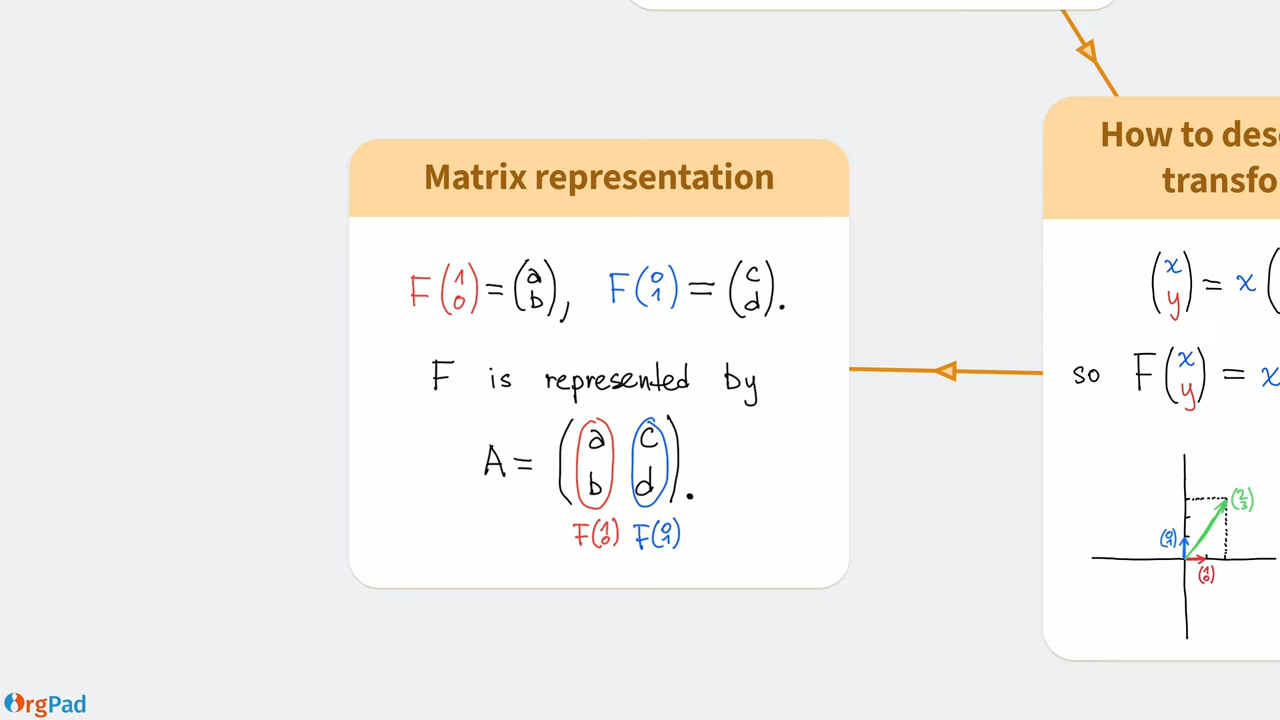 Matrix representation
F(1 0) = (a b), F(0 1) = (c d).
F is represented by
A = (a c
b d).
F(1 0) F(0 1)
How to des
transfo
(x y) = x (
so F(x y) = x
(2 3)
(0 1)
(1 0)
OrgPad